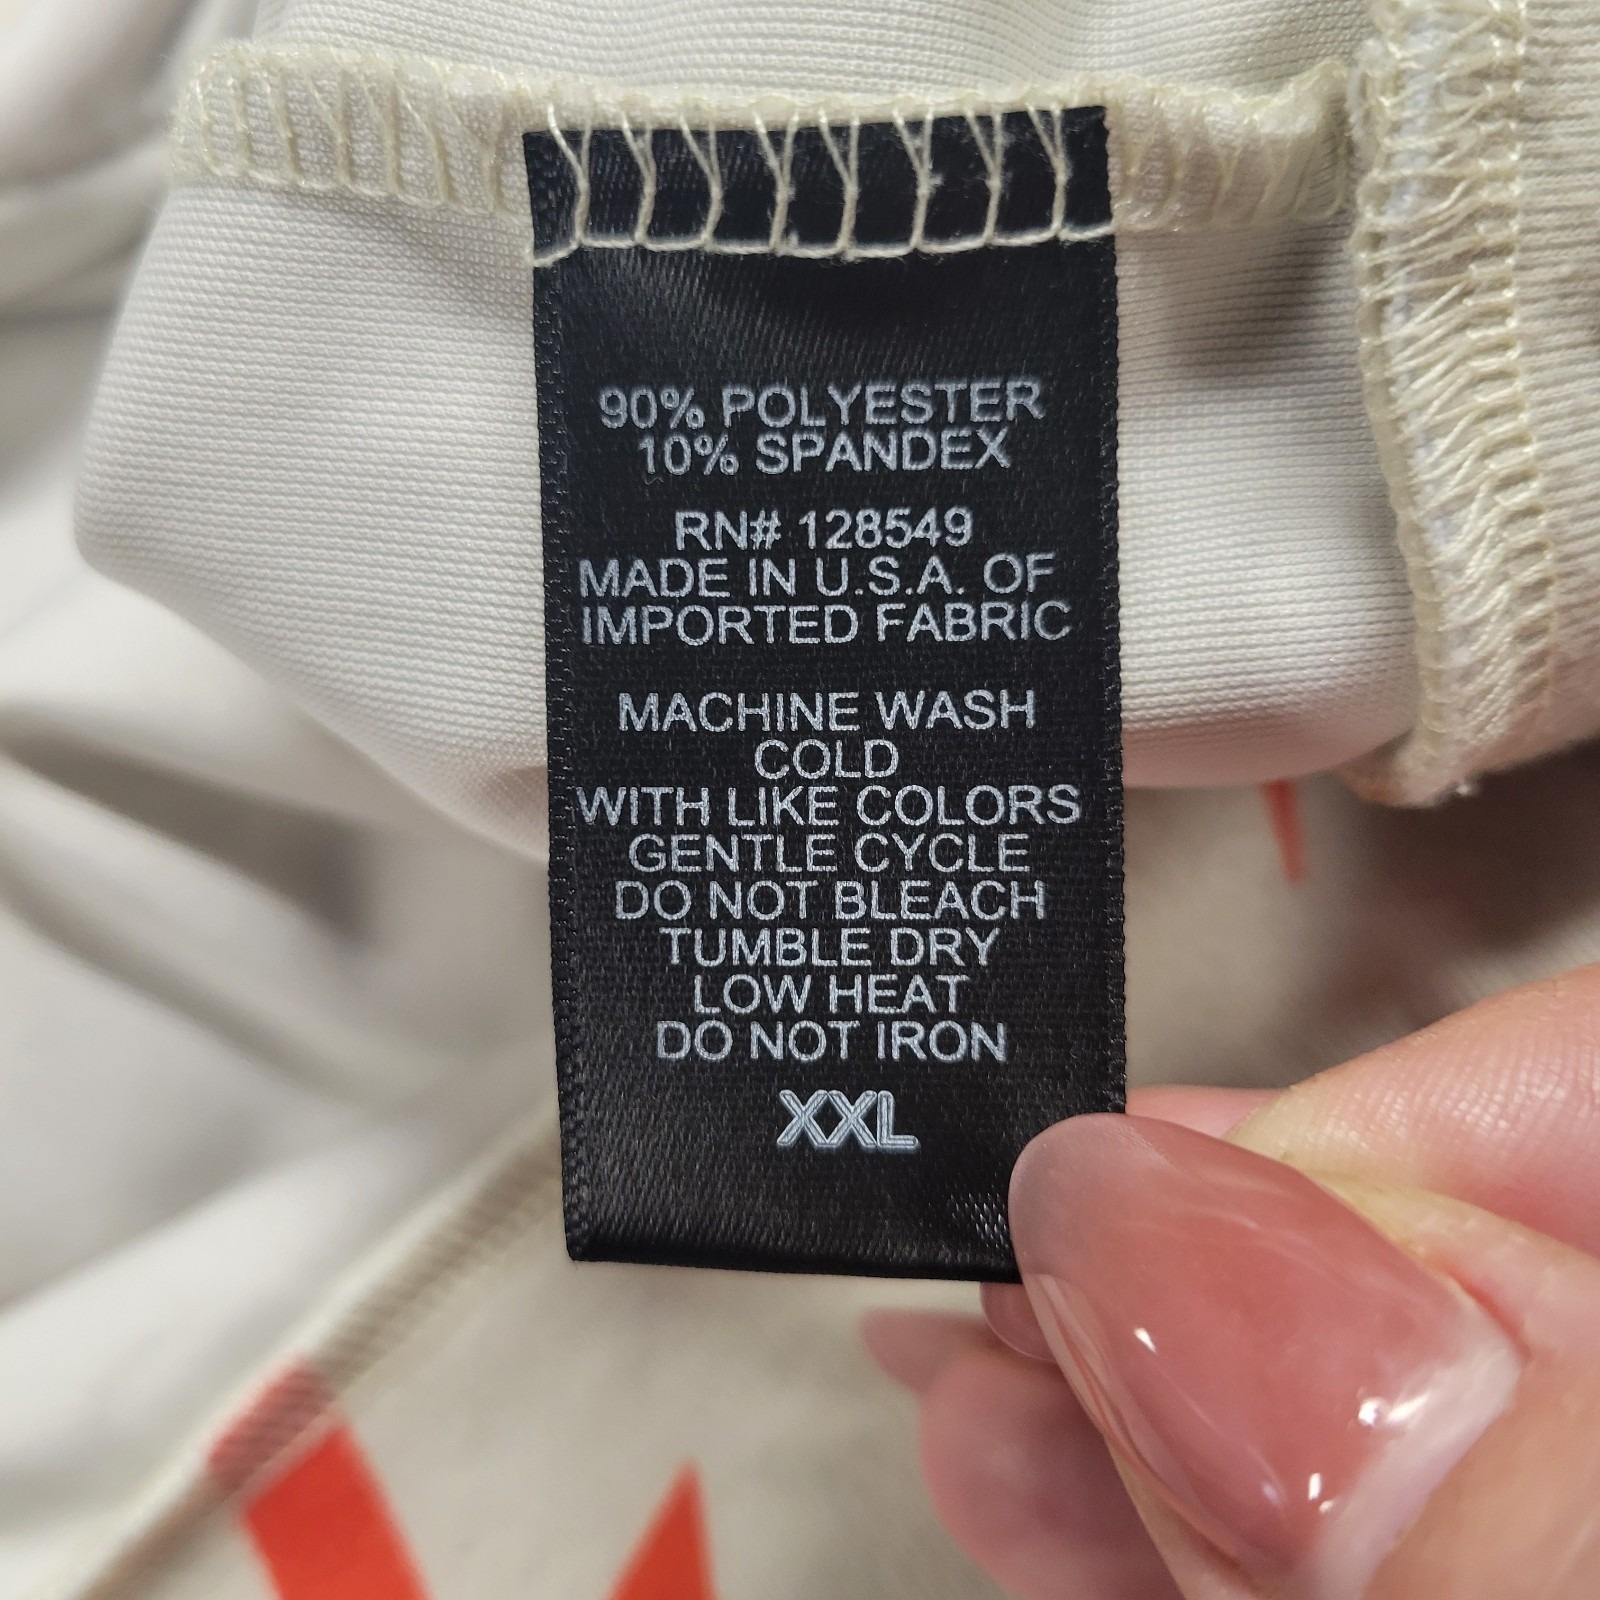 90% POLYESTER
10% SPANDEX
RN# 128549
MADE IN U.S.A. OF
IMPORTED FABRIC
MACHINE WASH
COLD
WITH LIKE COLORS
GENTLE CYCLE
DO NOT BLEACH
TUMBLE DRY
LOW HEAT
DO NOT IRON
XXL